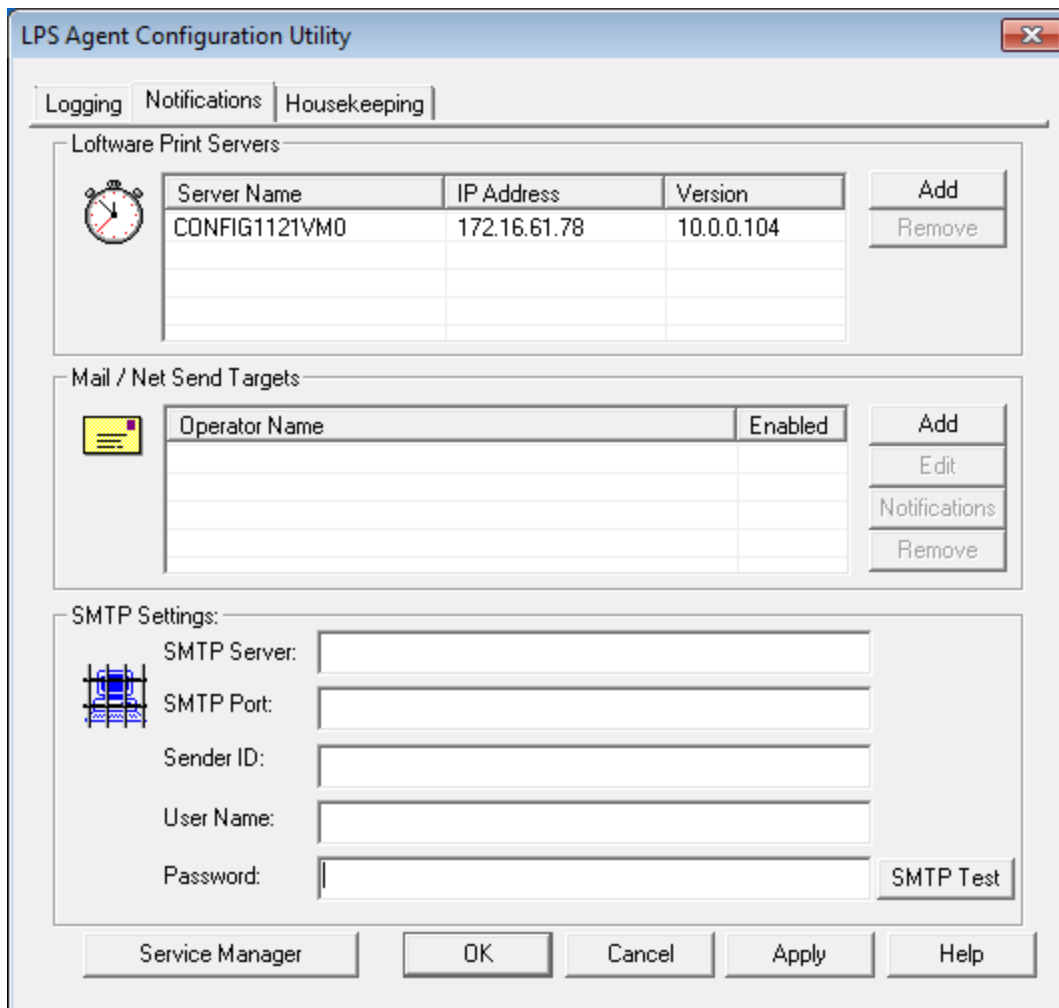 LPS Agent Configuration Utility
Logging Notifications Housekeeping
Loftware Print Servers
Server Name IP Address Version
CONFIG1121VM0 172.16.61.78 10.0.0.104
Add
Remove
Mail / Net Send Targets
Operator Name Enabled
Add
Edit
Notifications
Remove
SMTP Settings:
SMTP Server:
SMTP Port:
Sender ID:
User Name:
Password:
SMTP Test
Service Manager OK Cancel Apply Help